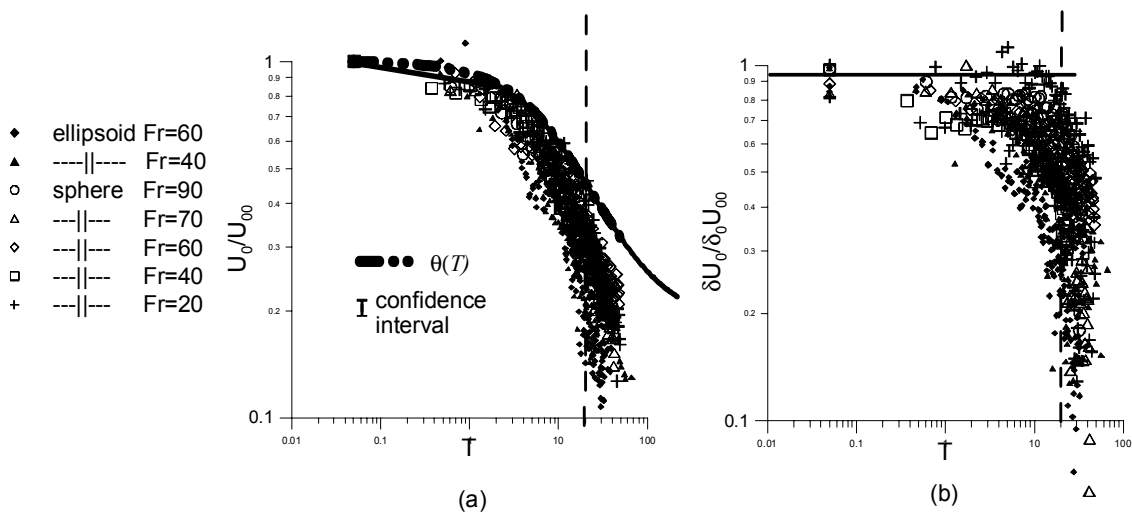 ellipsoid Fr=60
----||---- Fr=40
sphere Fr=90
---||--- Fr=70
---||--- Fr=60
---||--- Fr=40
---||--- Fr=20
U₀/U₀₀
1
0.9
0.8
0.7
0.6
0.5
0.4
0.3
0.2
0.1
θ(T)
I confidence
interval
0.01 0.1 1 10 100
T
(a)
δU₀/δ₀U₀₀
1
0.9
0.8
0.7
0.6
0.5
0.4
0.3
0.2
0.1
0.01 0.1 1 10 100
T
(b)